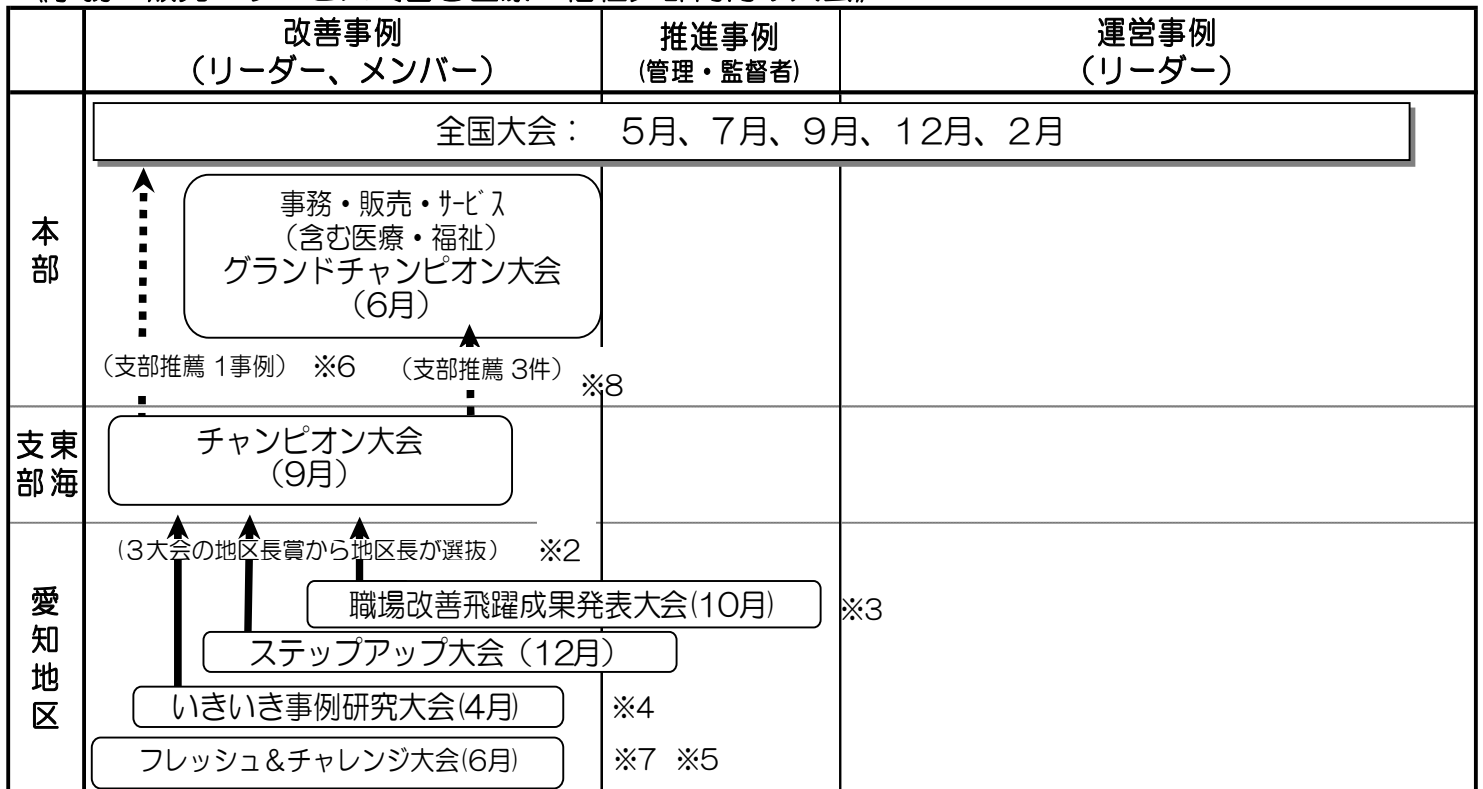 改善事例
(リーダー、メンバー)
推進事例
(管理・監督者)
運営事例
(リーダー)
本部
全国大会： 5月、7月、9月、12月、2月
事務・販売・ｻｰﾋﾞｽ
(含む医療・福祉)
グランドチャンピオン大会
(6月)
(支部推薦 1事例) ※6 (支部推薦 3件) ※8
東海支部
チャンピオン大会
(9月)
愛知地区
(3大会の地区長賞から地区長が選抜) ※2
職場改善飛躍成果発表大会(10月) ※3
ステップアップ大会（12月）
いきいき事例研究大会(4月) ※4
フレッシュ＆チャレンジ大会(6月) ※7 ※5